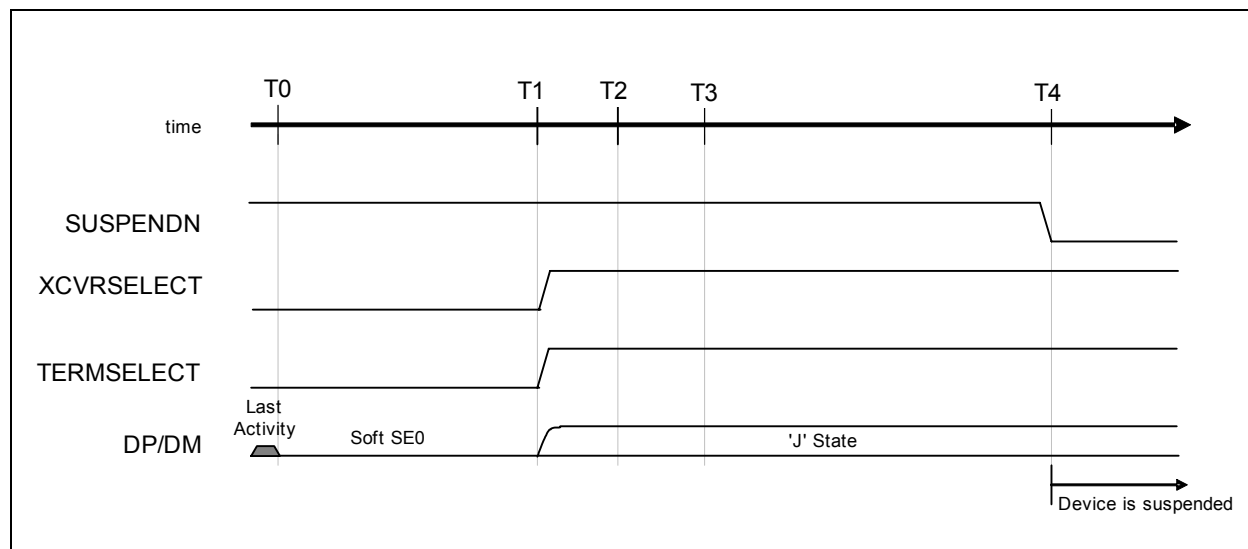 T0 T1 T2 T3 T4
time
SUSPENDN
XCVRSELECT
TERMSELECT
Last
Activity
DP/DM
Soft SE0
'J' State
Device is suspended